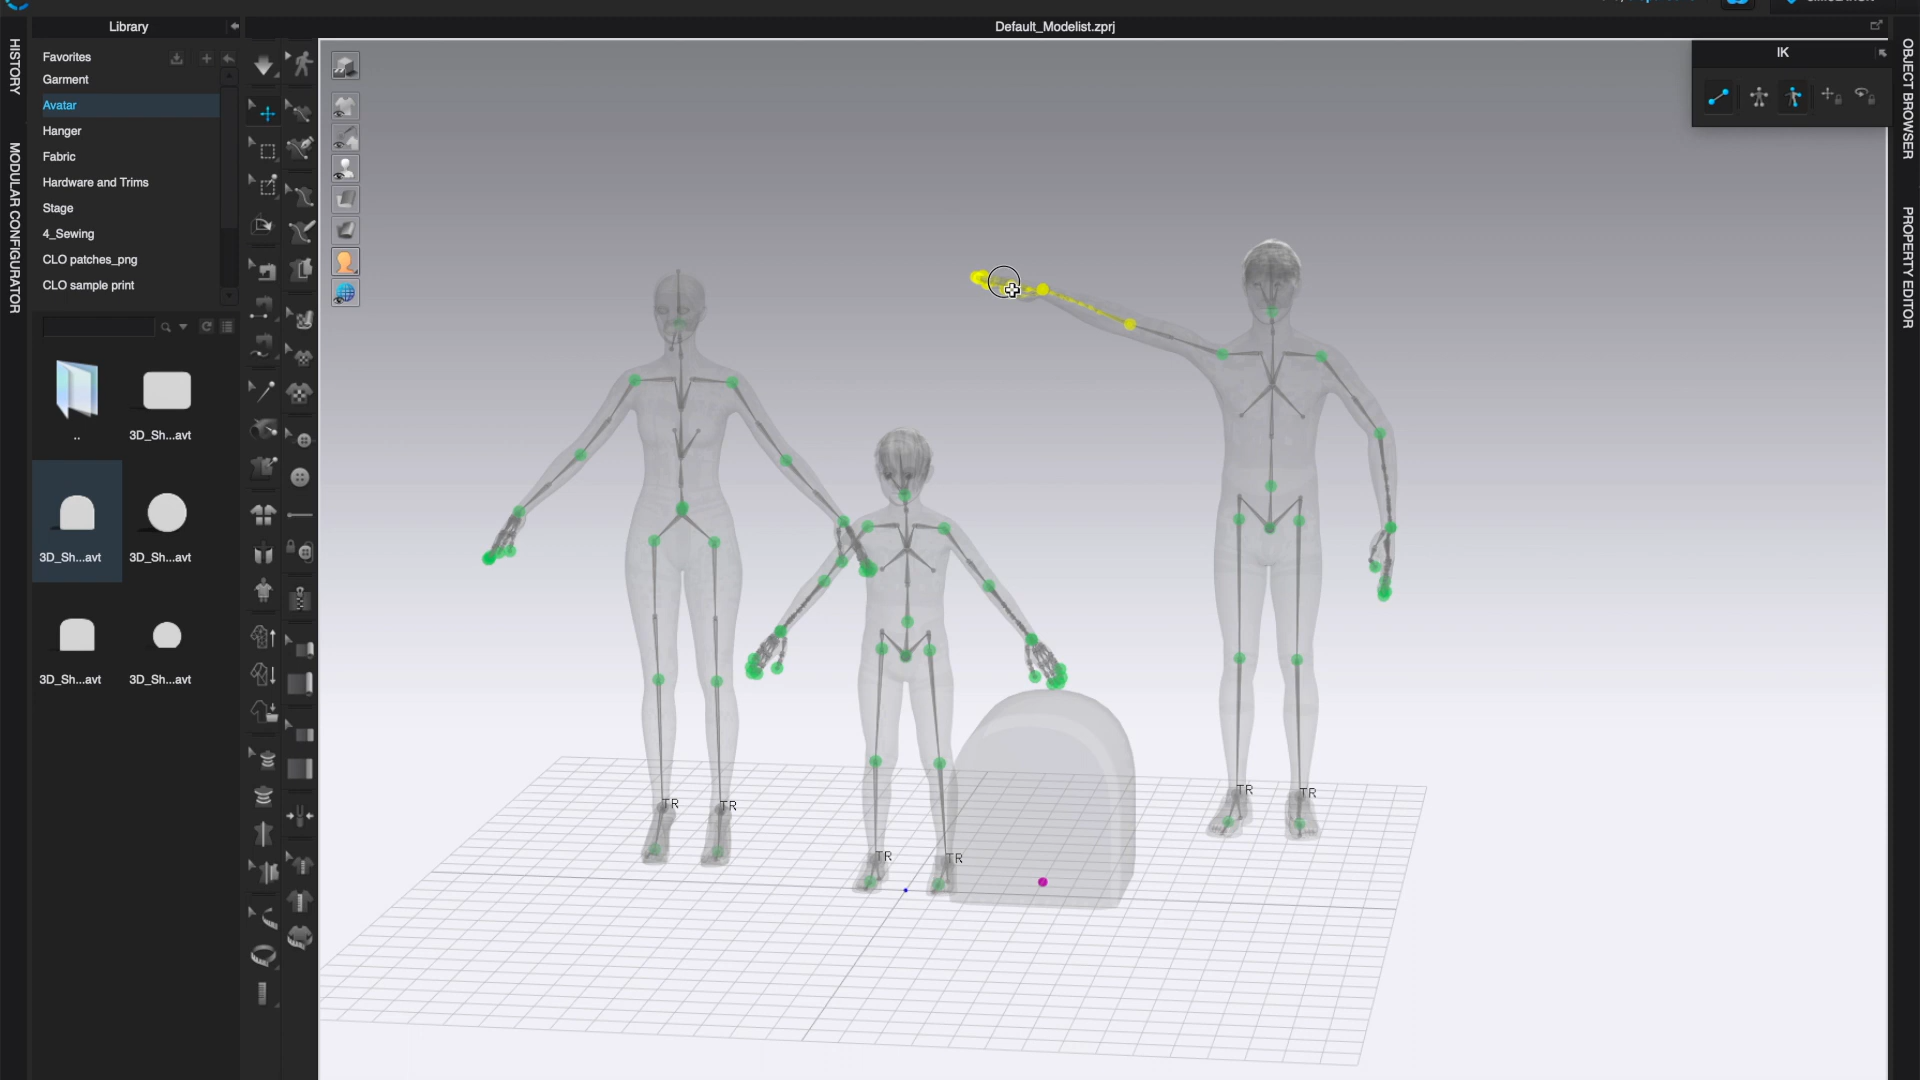 Library
Default_Modelist.zprj
HISTORY
MODULAR CONFIGURATOR
Favorites
Garment
Avatar
Hanger
Fabric
Hardware and Trims
Stage
4_Sewing
CLO patches_png
CLO sample print
..
3D_Sh...avt
3D_Sh...avt
3D_Sh...avt
3D_Sh...avt
3D_Sh...avt
IK
OBJECT BROWSER
PROPERTY EDITOR
TR
TR
TR
TR
TR
TR